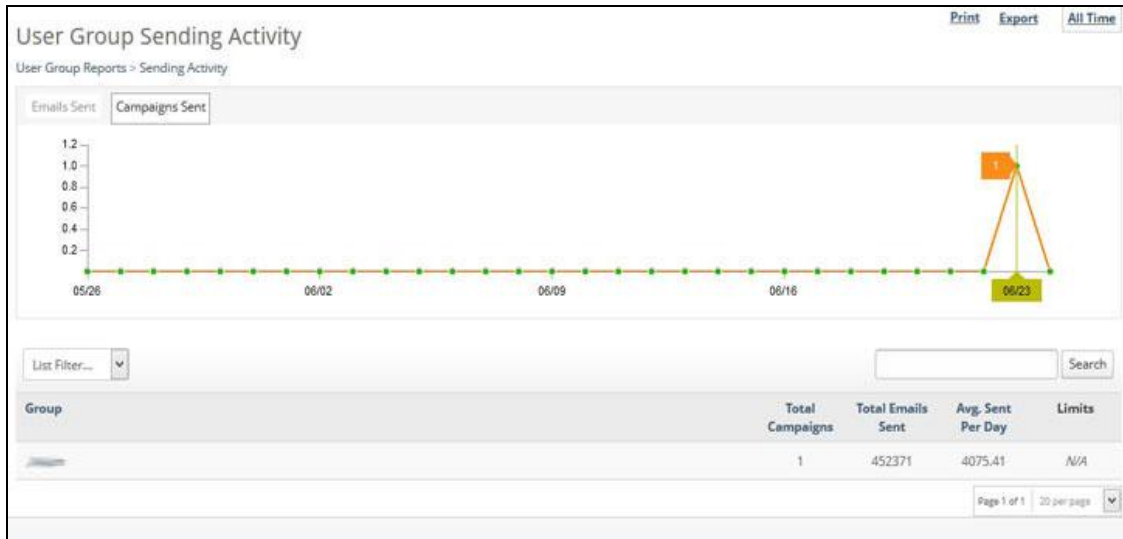 Print Export All Time
User Group Sending Activity
User Group Reports > Sending Activity
Emails Sent Campaigns Sent
1.2
1.0
1
0.8
0.6
0.4
0.2
05/26 06/02 06/09 06/16 06/23
List Filter... Search
Group Total Campaigns Total Emails Sent Avg. Sent Per Day Limits
1 452371 4075.41 N/A
Page 1 of 1 20 per page